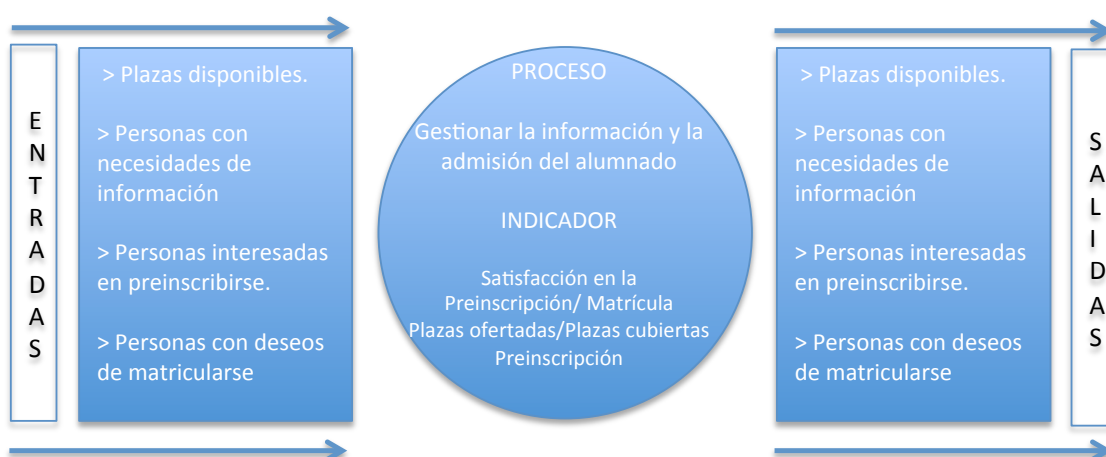 ENTRADAS
> Plazas disponibles.
> Personas con
necesidades de
información
> Personas interesadas
en preinscribirse.
> Personas con deseos
de matricularse
PROCESO
Gestionar la información y la
admisión del alumnado
INDICADOR
Satisfacción en la
Preinscripción/ Matrícula
Plazas ofertadas/Plazas cubiertas
Preinscripción
> Plazas disponibles.
> Personas con
necesidades de
información
> Personas interesadas
en preinscribirse.
> Personas con deseos
de matricularse
SALIDAS